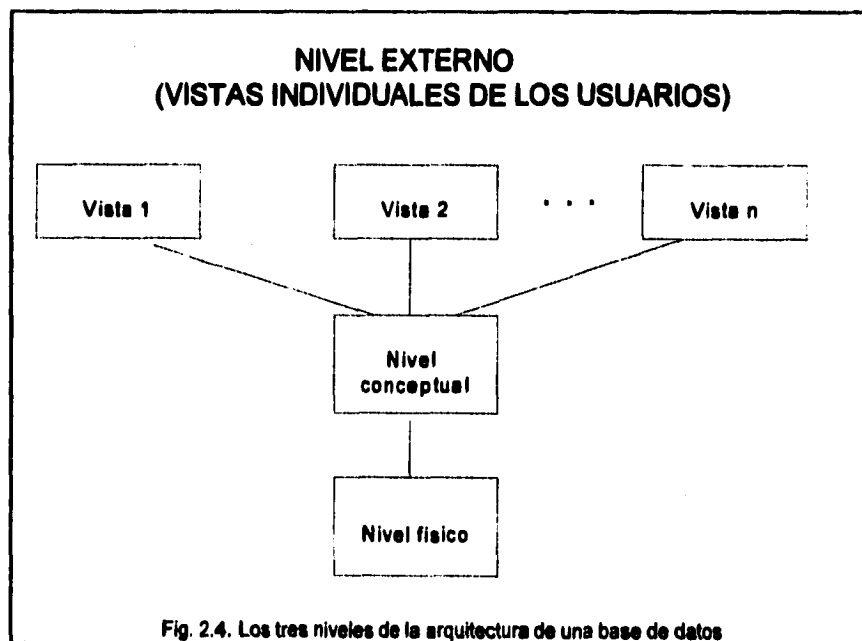 NIVEL EXTERNO
(VISTAS INDIVIDUALES DE LOS USUARIOS)
Vista 1
Vista 2
. . .
Vista n
Nivel
conceptual
Nivel fisico
Fig. 2.4. Los tres niveles de la arquitectura de una base de datos